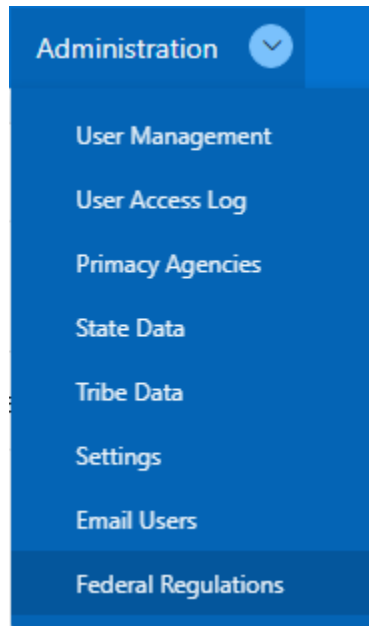 Administration
User Management
User Access Log
Primacy Agencies
State Data
Tribe Data
Settings
Email Users
Federal Regulations